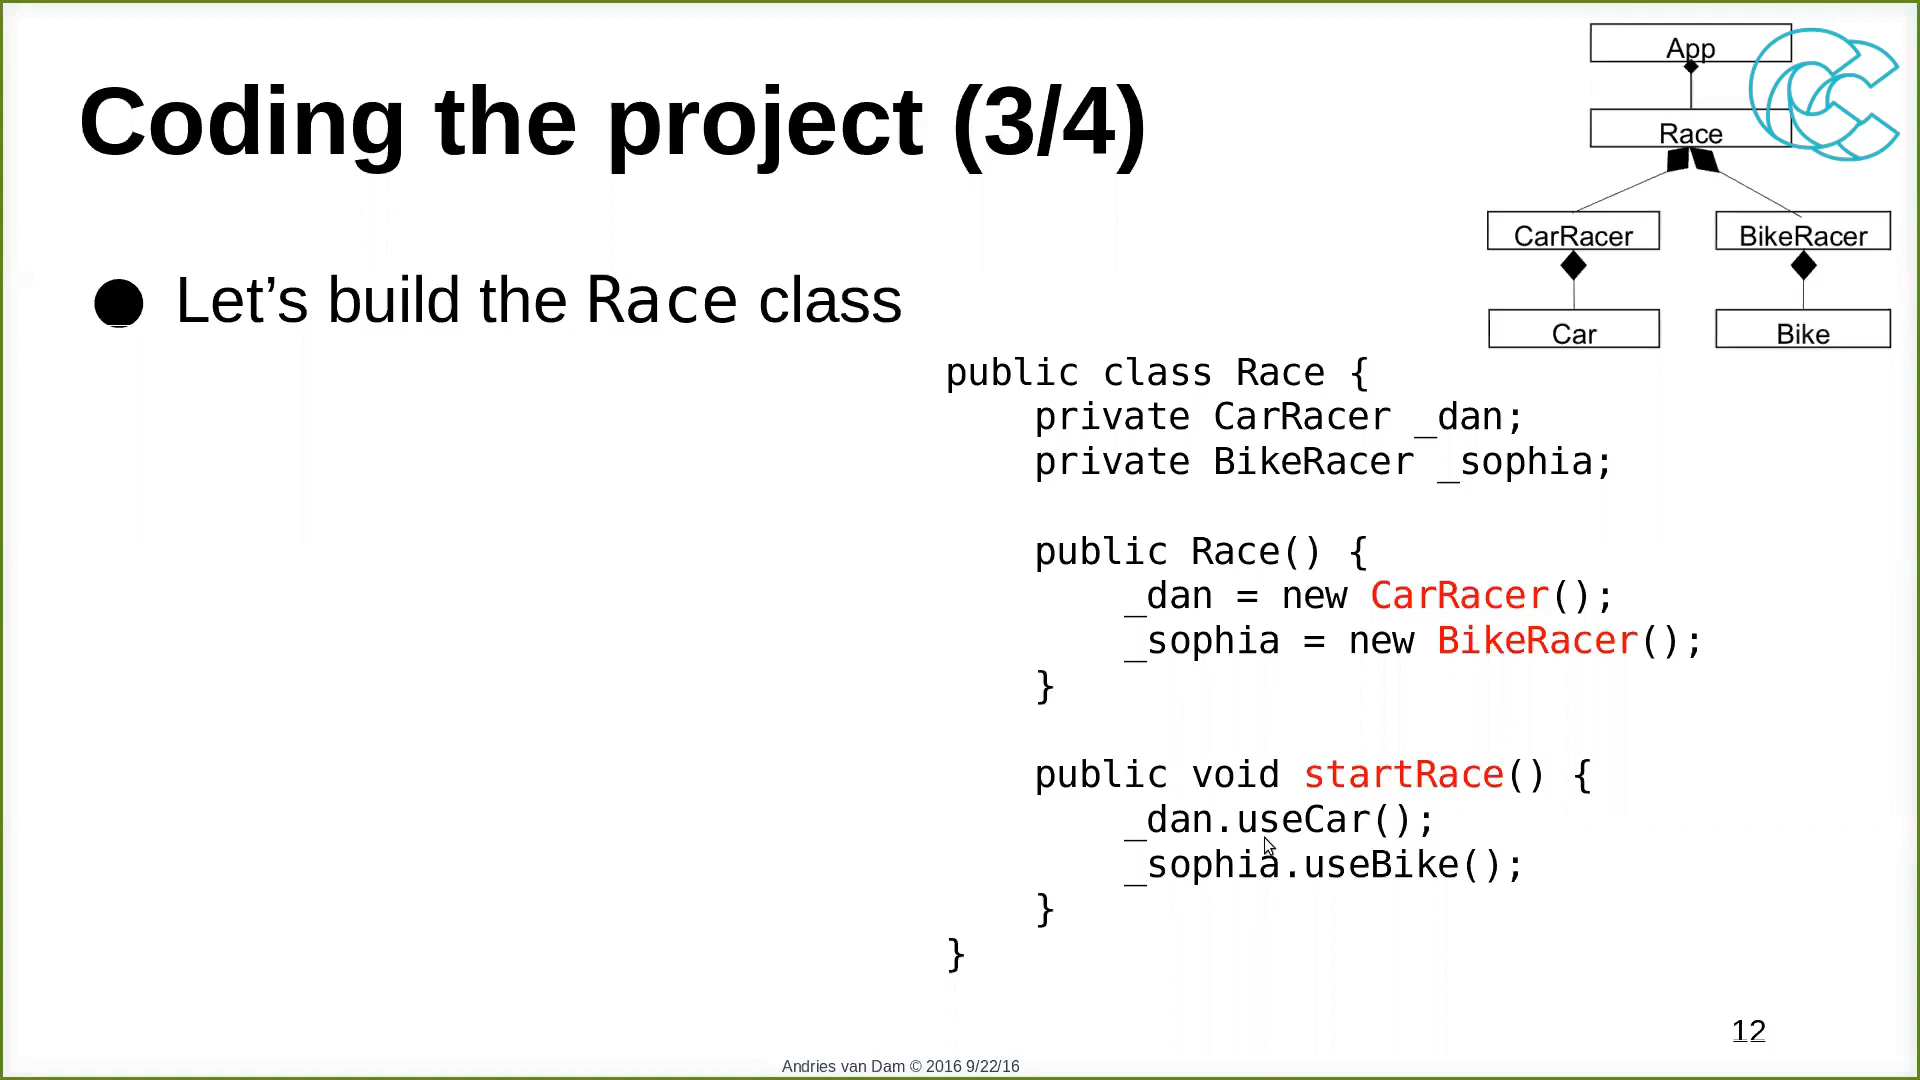 Coding the project (3/4)
App
Race
CarRacer
BikeRacer
Car
Bike
● Let’s build the Race class
public class Race {
    private CarRacer _dan;
    private BikeRacer _sophia;
    public Race() {
        _dan = new CarRacer();
        _sophia = new BikeRacer();
    }
    public void startRace() {
        _dan.useCar();
        _sophia.useBike();
    }
}
12
Andries van Dam © 2016 9/22/16